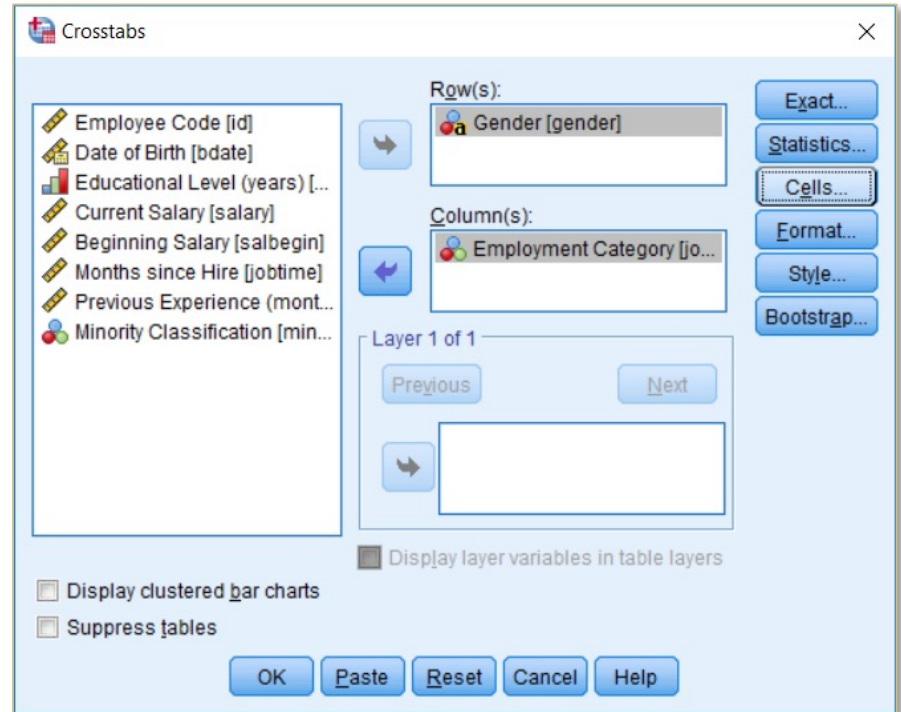 Crosstabs
Employee Code [id]
Date of Birth [bdate]
Educational Level (years) [...
Current Salary [salary]
Beginning Salary [salbegin]
Months since Hire [jobtime]
Previous Experience (mont...
Minority Classification [min...
Row(s):
a Gender [gender]
Column(s):
Employment Category [jo...
Layer 1 of 1
Previous
Next
Display layer variables in table layers
Exact...
Statistics...
Cells...
Format...
Style...
Bootstrap...
Display clustered bar charts
Suppress tables
OK Paste Reset Cancel Help